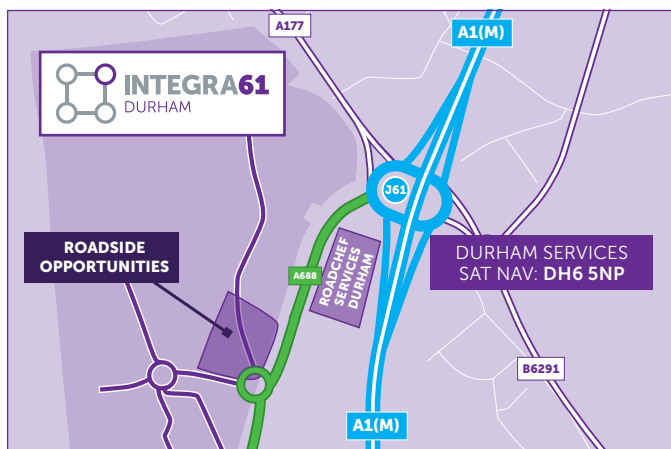 A177
A1(M)
INTEGRA61
DURHAM
J61
ROADSIDE
OPPORTUNITIES
A688
ROADCHEF
SERVICES
DURHAM
DURHAM SERVICES
SAT NAV: DH6 5NP
B6291
A1(M)